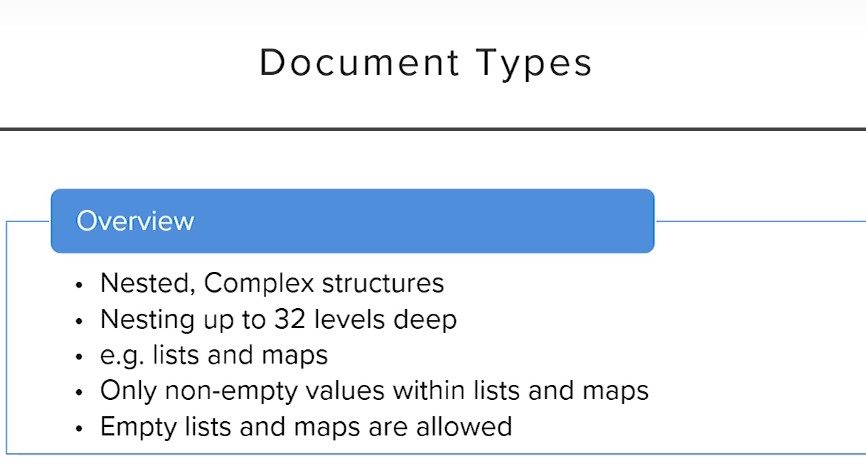 Document Types
Overview
• Nested, Complex structures
• Nesting up to 32 levels deep
• e.g. lists and maps
• Only non-empty values within lists and maps
• Empty lists and maps are allowed